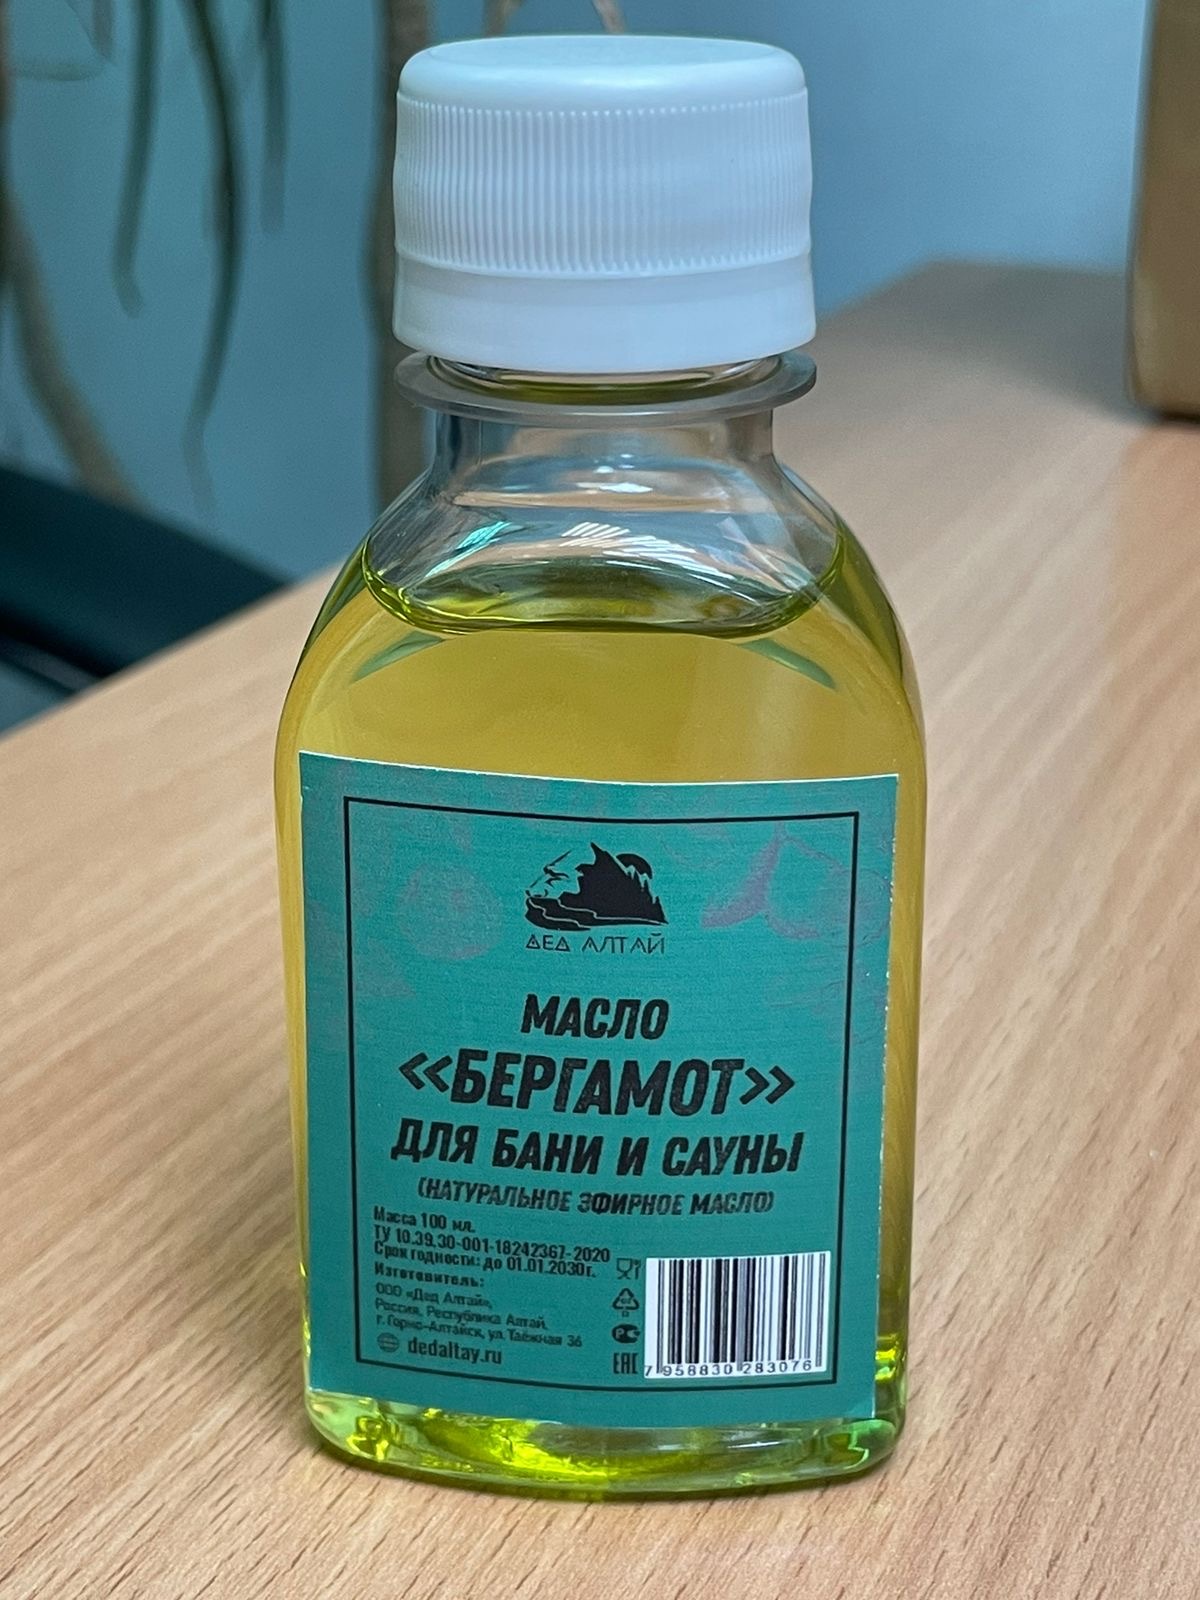 ДЕД АЛТАЙ
МАСЛО
«БЕРГАМОТ»
ДЛЯ БАНИ И САУНЫ
(НАТУРАЛЬНОЕ ЭФИРНОЕ МАСЛО)
Масса 100 мл.
ТУ 10.39.30-001-18242367-2020
Срок годности: до 01.01.2030г.
Изготовитель:
ООО «Дед Алтай»,
Россия, Республика Алтай,
г. Горно-Алтайск, ул. Таёжная 36
dedaltay.ru
EAC
7 958830 283076